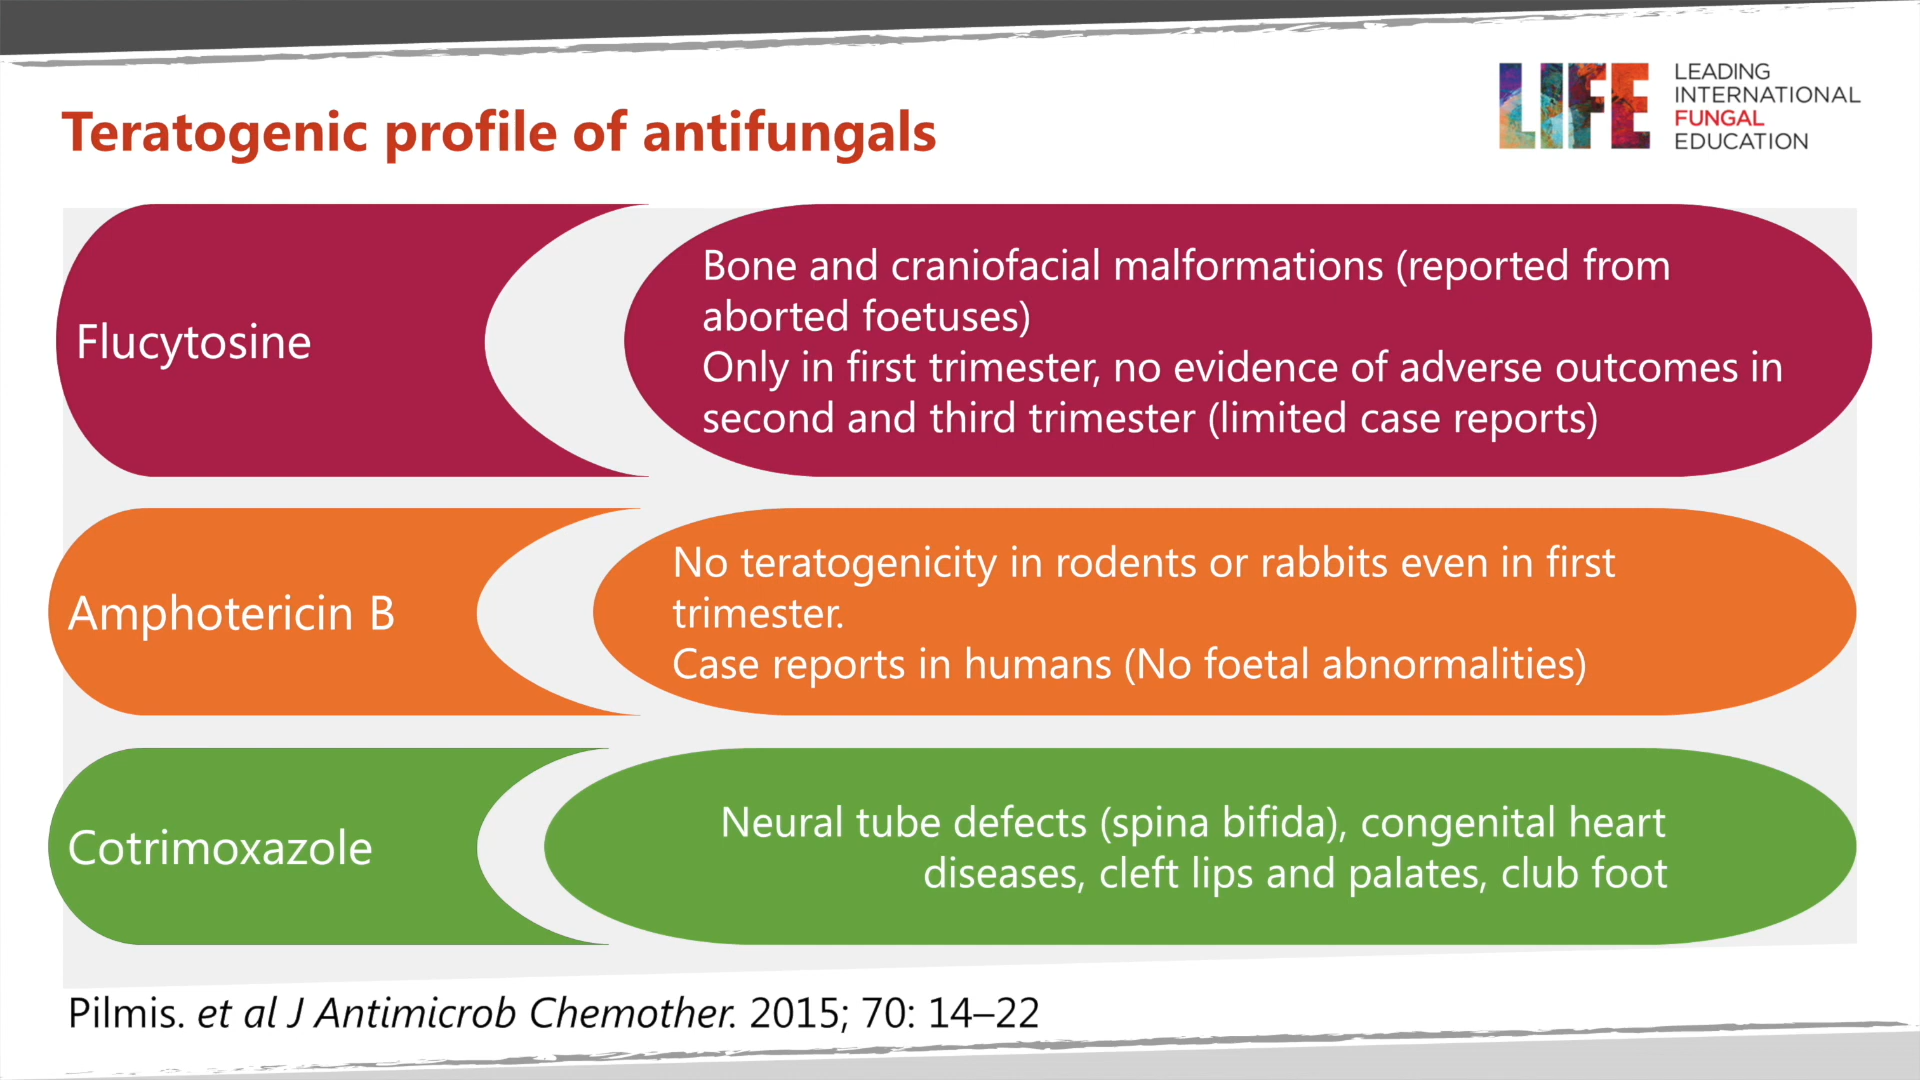 LIFE
LEADING
INTERNATIONAL
FUNGAL
EDUCATION
Teratogenic profile of antifungals
Flucytosine
Bone and craniofacial malformations (reported from
aborted foetuses)
Only in first trimester, no evidence of adverse outcomes in
second and third trimester (limited case reports)
Amphotericin B
No teratogenicity in rodents or rabbits even in first
trimester.
Case reports in humans (No foetal abnormalities)
Cotrimoxazole
Neural tube defects (spina bifida), congenital heart
diseases, cleft lips and palates, club foot
Pilmis. et al J Antimicrob Chemother. 2015; 70: 14–22